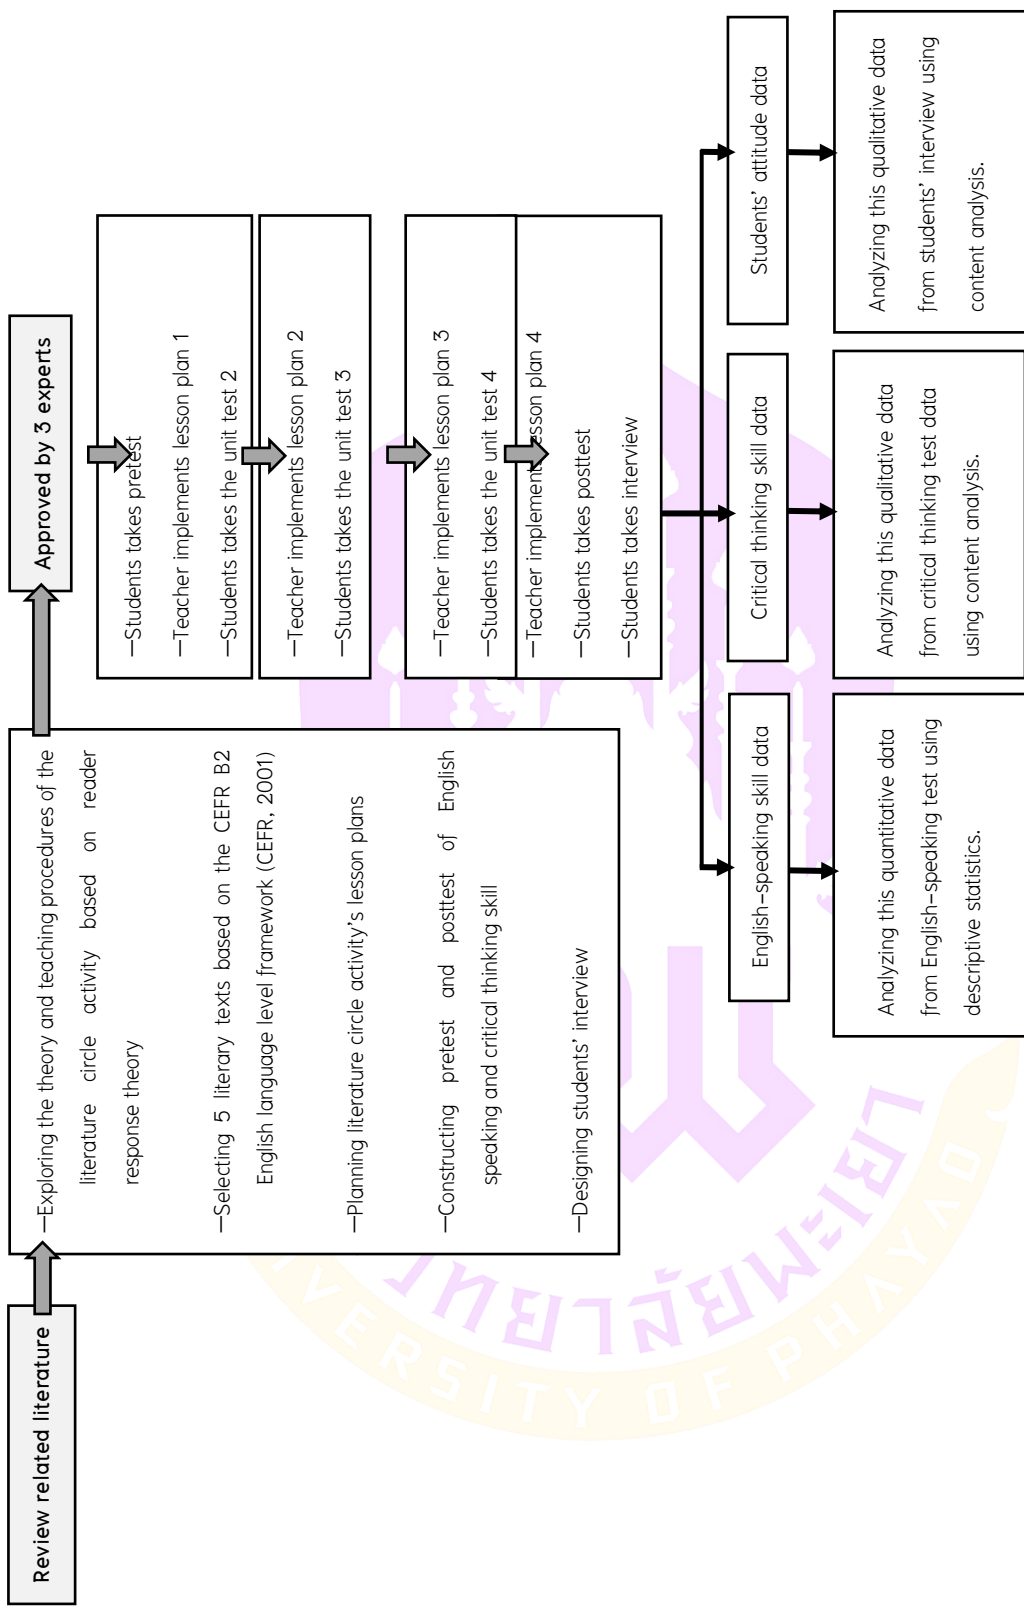 Review related literature
—Exploring the theory and teaching procedures of the
literature circle activity based on reader
response theory
—Selecting 5 literary texts based on the CEFR B2
English language level framework (CEFR, 2001)
—Planning literature circle activity's lesson plans
—Constructing pretest and posttest of English
speaking and critical thinking skill
—Designing students' interview
Approved by 3 experts
—Students takes pretest
—Teacher implements lesson plan 1
—Students takes the unit test 2
—Teacher implements lesson plan 2
—Students takes the unit test 3
—Teacher implements lesson plan 3
—Students takes the unit test 4
—Teacher implements lesson plan 4
—Students takes posttest
—Students takes interview
English-speaking skill data
Critical thinking skill data
Students' attitude data
Analyzing this quantitative data
from English-speaking test using
descriptive statistics.
Analyzing this qualitative data
from critical thinking test data
using content analysis.
Analyzing this qualitative data
from students' interview using
content analysis.
OF PHAYAO